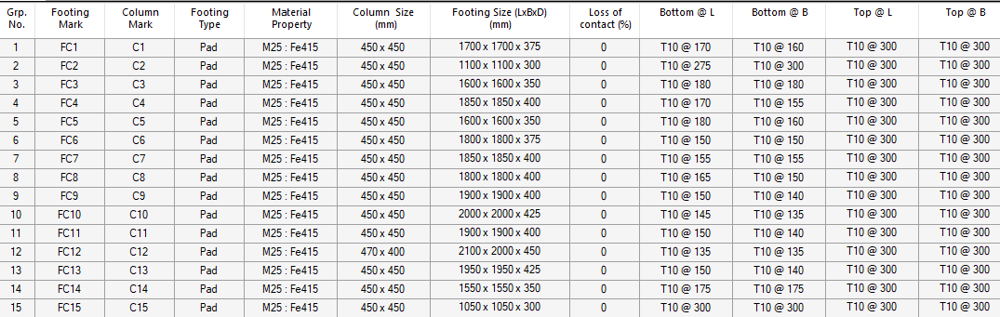 Grp. No. Footing Mark Column Mark Footing Type Material Property Column Size (mm) Footing Size (LxBxD) (mm) Loss of contact (%) Bottom @ L Bottom @ B Top @ L Top @ B
1 FC1 C1 Pad M25 : Fe415 450 x 450 1700 x 1700 x 375 0 T10 @ 170 T10 @ 160 T10 @ 300 T10 @ 300
2 FC2 C2 Pad M25 : Fe415 450 x 450 1100 x 1100 x 300 0 T10 @ 275 T10 @ 300 T10 @ 300 T10 @ 300
3 FC3 C3 Pad M25 : Fe415 450 x 450 1600 x 1600 x 350 0 T10 @ 180 T10 @ 180 T10 @ 300 T10 @ 300
4 FC4 C4 Pad M25 : Fe415 450 x 450 1850 x 1850 x 400 0 T10 @ 170 T10 @ 155 T10 @ 300 T10 @ 300
5 FC5 C5 Pad M25 : Fe415 450 x 450 1600 x 1600 x 350 0 T10 @ 180 T10 @ 160 T10 @ 300 T10 @ 300
6 FC6 C6 Pad M25 : Fe415 450 x 450 1800 x 1800 x 375 0 T10 @ 150 T10 @ 150 T10 @ 300 T10 @ 300
7 FC7 C7 Pad M25 : Fe415 450 x 450 1850 x 1850 x 400 0 T10 @ 155 T10 @ 155 T10 @ 300 T10 @ 300
8 FC8 C8 Pad M25 : Fe415 450 x 450 1800 x 1800 x 400 0 T10 @ 165 T10 @ 150 T10 @ 300 T10 @ 300
9 FC9 C9 Pad M25 : Fe415 450 x 450 1900 x 1900 x 400 0 T10 @ 150 T10 @ 140 T10 @ 300 T10 @ 300
10 FC10 C10 Pad M25 : Fe415 450 x 450 2000 x 2000 x 425 0 T10 @ 145 T10 @ 135 T10 @ 300 T10 @ 300
11 FC11 C11 Pad M25 : Fe415 450 x 450 1900 x 1900 x 400 0 T10 @ 150 T10 @ 140 T10 @ 300 T10 @ 300
12 FC12 C12 Pad M25 : Fe415 470 x 400 2100 x 2000 x 450 0 T10 @ 135 T10 @ 135 T10 @ 300 T10 @ 300
13 FC13 C13 Pad M25 : Fe415 450 x 450 1950 x 1950 x 425 0 T10 @ 150 T10 @ 140 T10 @ 300 T10 @ 300
14 FC14 C14 Pad M25 : Fe415 450 x 450 1550 x 1550 x 350 0 T10 @ 175 T10 @ 175 T10 @ 300 T10 @ 300
15 FC15 C15 Pad M25 : Fe415 450 x 450 1050 x 1050 x 300 0 T10 @ 300 T10 @ 300 T10 @ 300 T10 @ 300